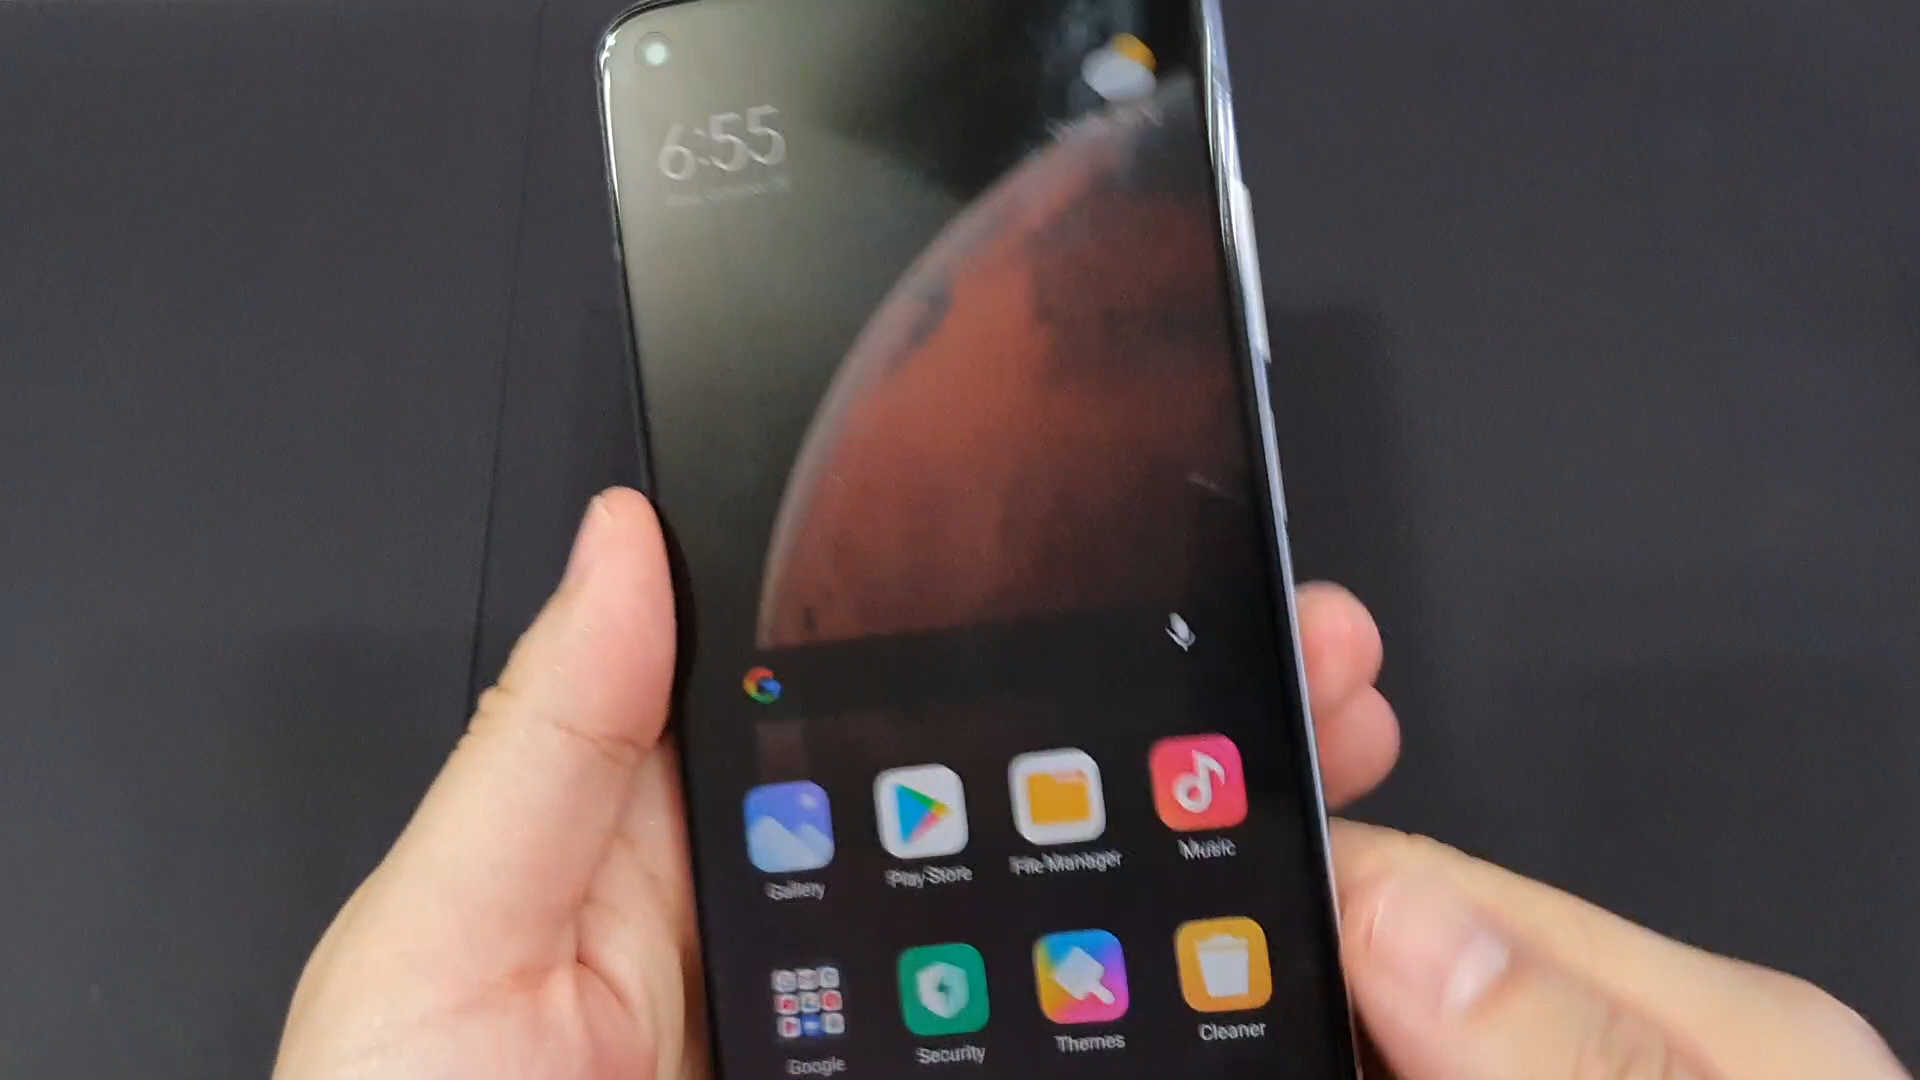 6:55
Gallery
Play Store
File Manager
Music
Google
Security
Themes
Cleaner